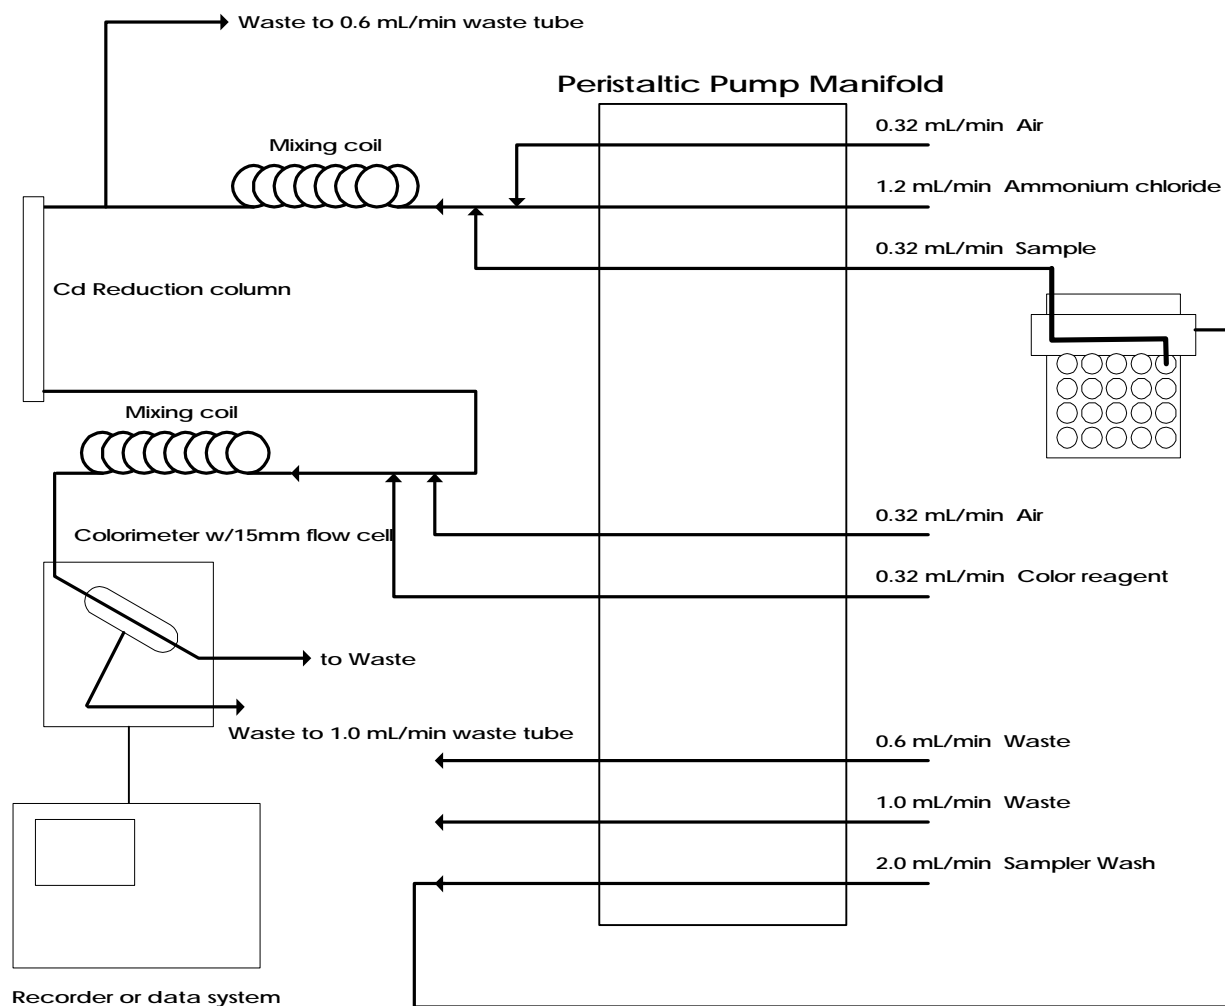 Waste to 0.6 mL/min waste tube
Peristaltic Pump Manifold
0.32 mL/min  Air
Mixing coil
1.2 mL/min  Ammonium chloride
0.32 mL/min  Sample
Cd Reduction column
Mixing coil
0.32 mL/min  Air
Colorimeter w/15mm flow cell
0.32 mL/min  Color reagent
to Waste
Waste to 1.0 mL/min waste tube
0.6 mL/min  Waste
1.0 mL/min  Waste
2.0 mL/min  Sampler Wash
Recorder or data system